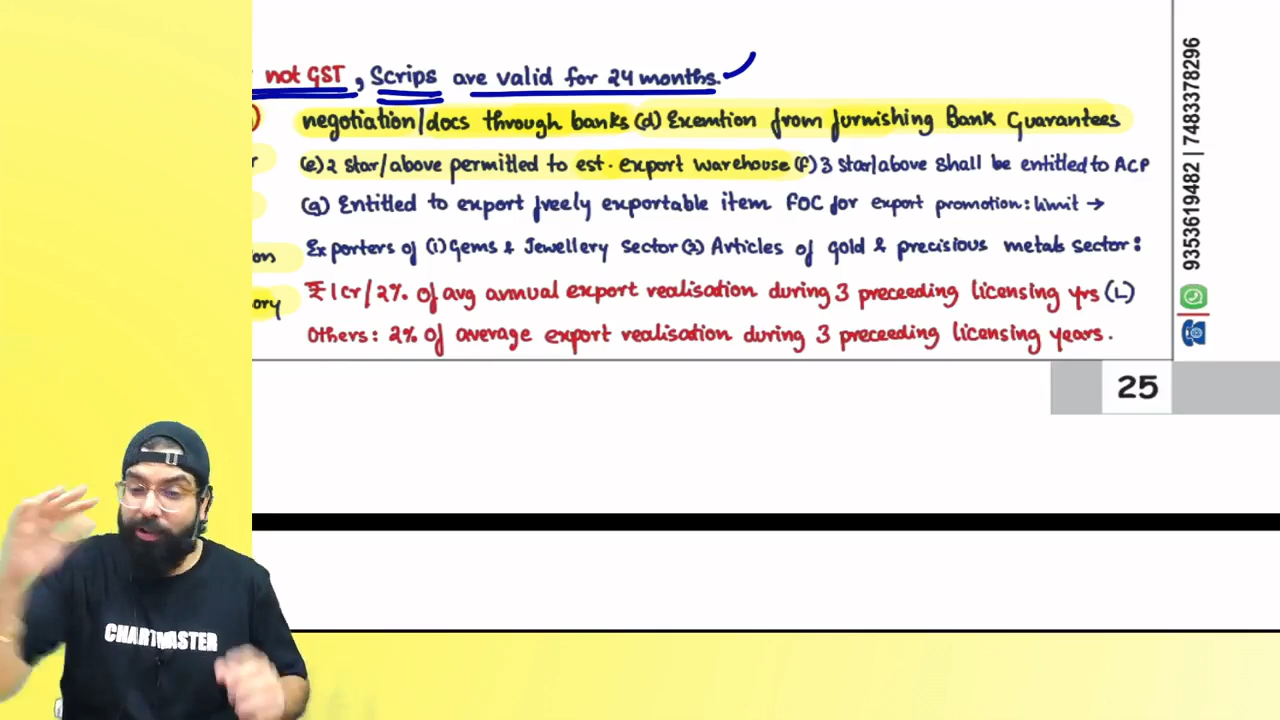 not GST, Scrips are valid for 24 months.
negotiation/docs through banks (d) Exemtion from furnishing Bank Guarantees
(e) 2 Star/above permitted to est. export warehouse (f) 3 Star/above Shall be entitled to ACP
(g) Entitled to export freely exportable item FOC for export promotion: limit →
on Exporters of (1) Gems & Jewellery Sector (2) Articles of gold & precisious metals sector:
ory ₹1cr/2% of avg annual export realisation during 3 preceeding licensing yrs (L)
Others: 2% of average export realisation during 3 preceeding licensing years.
9353619482 | 7483378296
25
CHARTMASTER